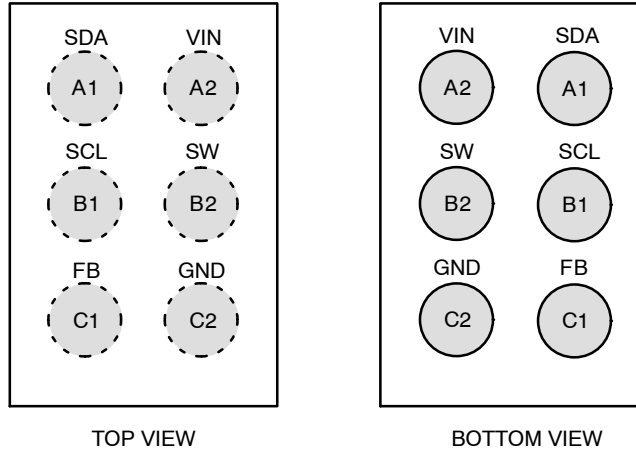 SDA VIN
A1 A2
SCL SW
B1 B2
FB GND
C1 C2
TOP VIEW
VIN SDA
A2 A1
SW SCL
B2 B1
GND FB
C2 C1
BOTTOM VIEW